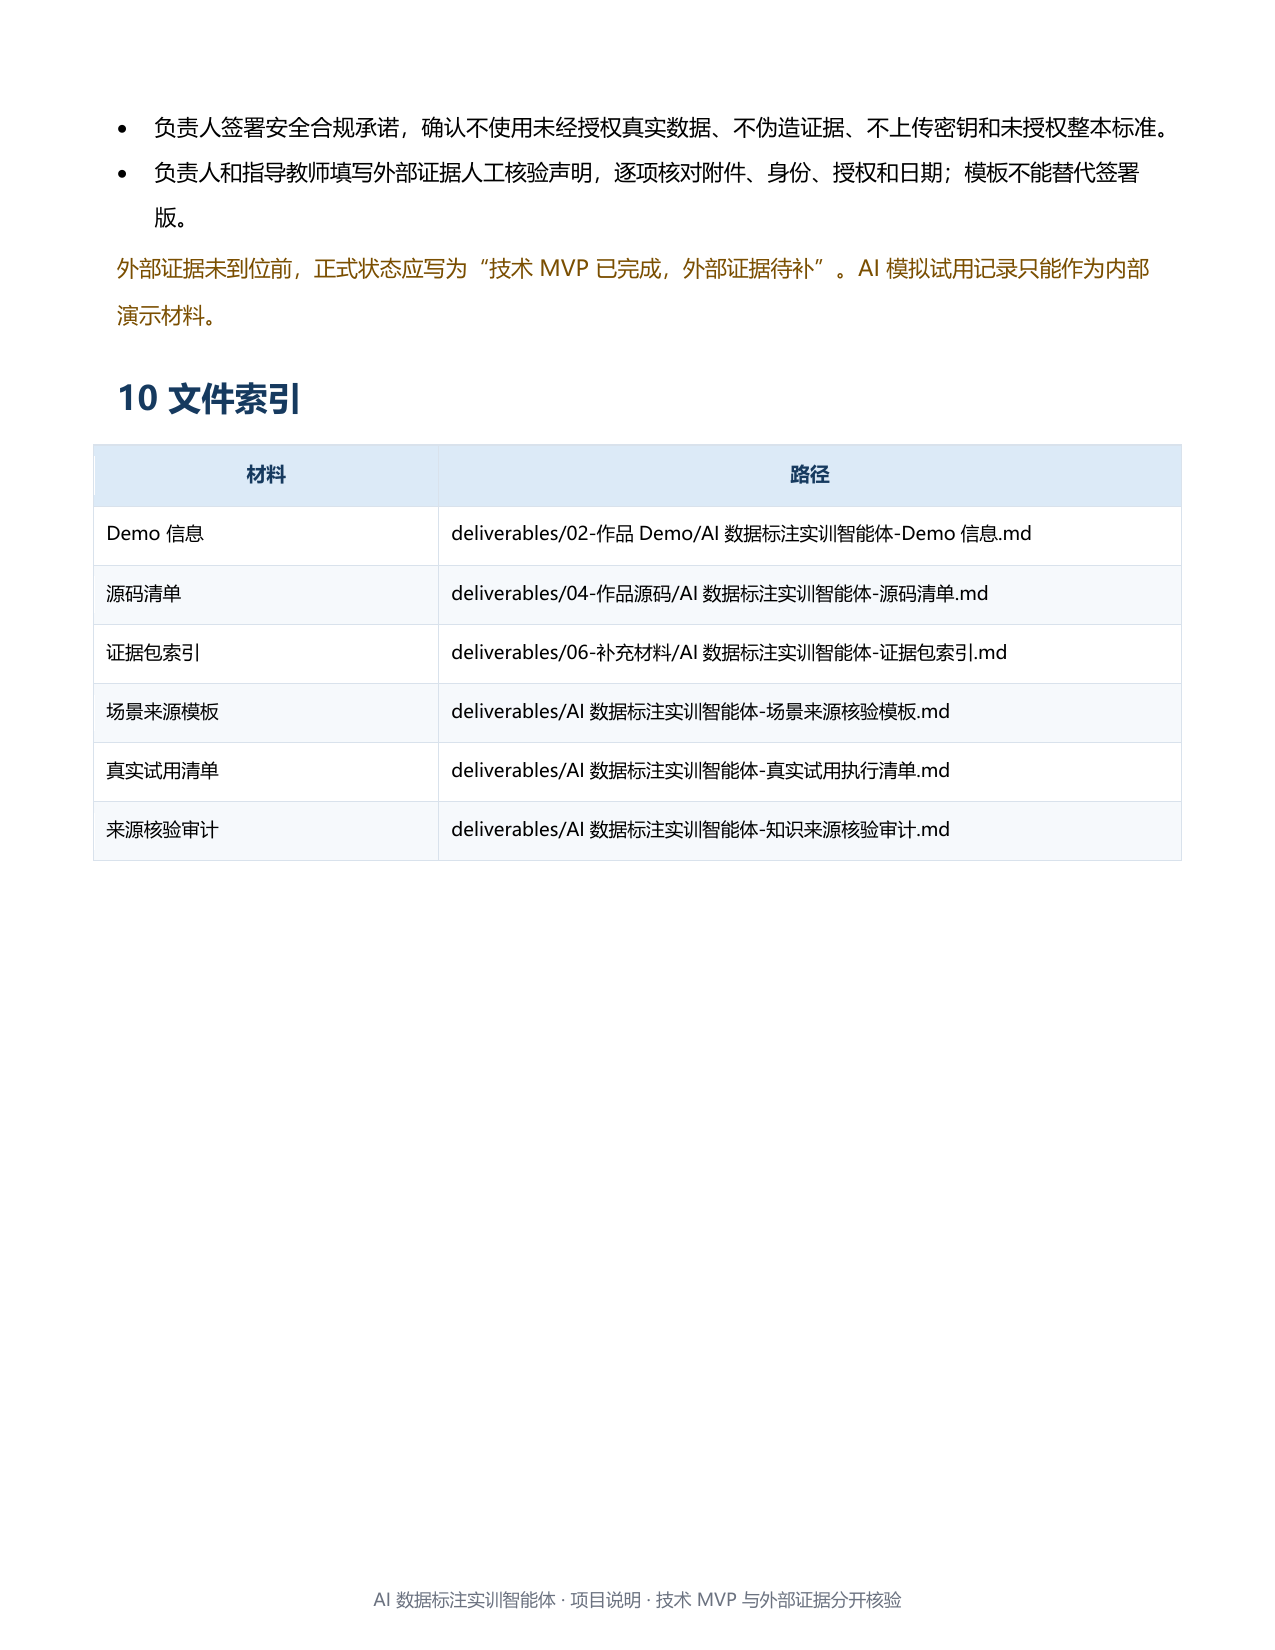 • 负责人签署安全合规承诺，确认不使用未经授权真实数据、不伪造证据、不上传密钥和未授权整本标准。
• 负责人和指导教师填写外部证据人工核验声明，逐项核对附件、身份、授权和日期；模板不能替代签署
版。
外部证据未到位前，正式状态应写为“技术 MVP 已完成，外部证据待补”。AI 模拟试用记录只能作为内部
演示材料。
10 文件索引
材料 路径
Demo 信息 deliverables/02-作品 Demo/AI 数据标注实训智能体-Demo 信息.md
源码清单 deliverables/04-作品源码/AI 数据标注实训智能体-源码清单.md
证据包索引 deliverables/06-补充材料/AI 数据标注实训智能体-证据包索引.md
场景来源模板 deliverables/AI 数据标注实训智能体-场景来源核验模板.md
真实试用清单 deliverables/AI 数据标注实训智能体-真实试用执行清单.md
来源核验审计 deliverables/AI 数据标注实训智能体-知识来源核验审计.md
AI 数据标注实训智能体 · 项目说明 · 技术 MVP 与外部证据分开核验